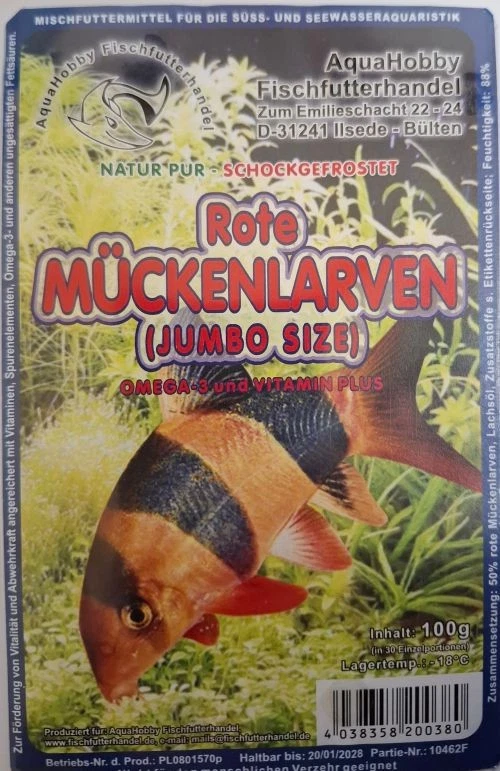 MISCHFUTTERMITTEL FÜR DIE SÜSS- UND SEEWASSERAQUARISTIK
AquaHobby Fischfutterhandel
AquaHobby
Fischfutterhandel
Zum Emilieschacht 22 - 24
D-31241 Ilsede - Bülten
NATUR PUR - SCHOCKGEFROSTET
Rote
MÜCKENLARVEN
(JUMBO SIZE)
OMEGA-3 und VITAMIN PLUS
Zur Förderung von Vitalität und Abwehrkraft angereichert mit Vitaminen, Spurenelementen, Omega-3- und anderen ungesättigten Fettsäuren.
Zusammensetzung: 50% rote Mückenlarven, Lachsöl, Zusatzstoffe s. Etikettenrückseite; Feuchtigkeit: 88%
Inhalt: 100g
(in 30 Einzelportionen)
Lagertemp.: - 18°C
4 038358 200380
Produziert für: AquaHobby Fischfutterhandel
www.fischfutterhandel.de, e-mail: mails@fischfutterhandel.de
Betriebs-Nr. d. Prod.: PL0801570p Haltbar bis: 20/01/2028 Partie-Nr.: 10462F
menschlichen Verzehr geeignet